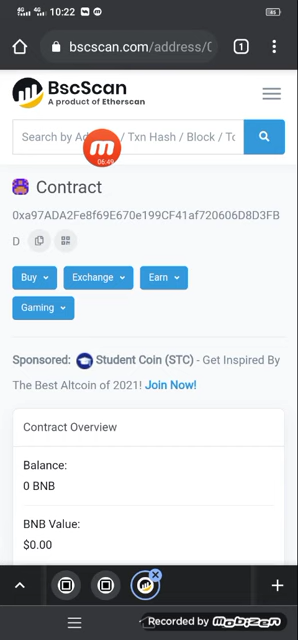 10:22
bscscan.com/address/0
1
BscScan
A product of Etherscan
Search by Ad / Txn Hash / Block / To
06:49
Contract
0xa97ADA2Fe8f69E670e199CF41af720606D8D3FB
D
Buy
Exchange
Earn
Gaming
Sponsored: Student Coin (STC) - Get Inspired By
The Best Altcoin of 2021! Join Now!
Contract Overview
Balance:
0 BNB
BNB Value:
$0.00
Recorded by Mobizen